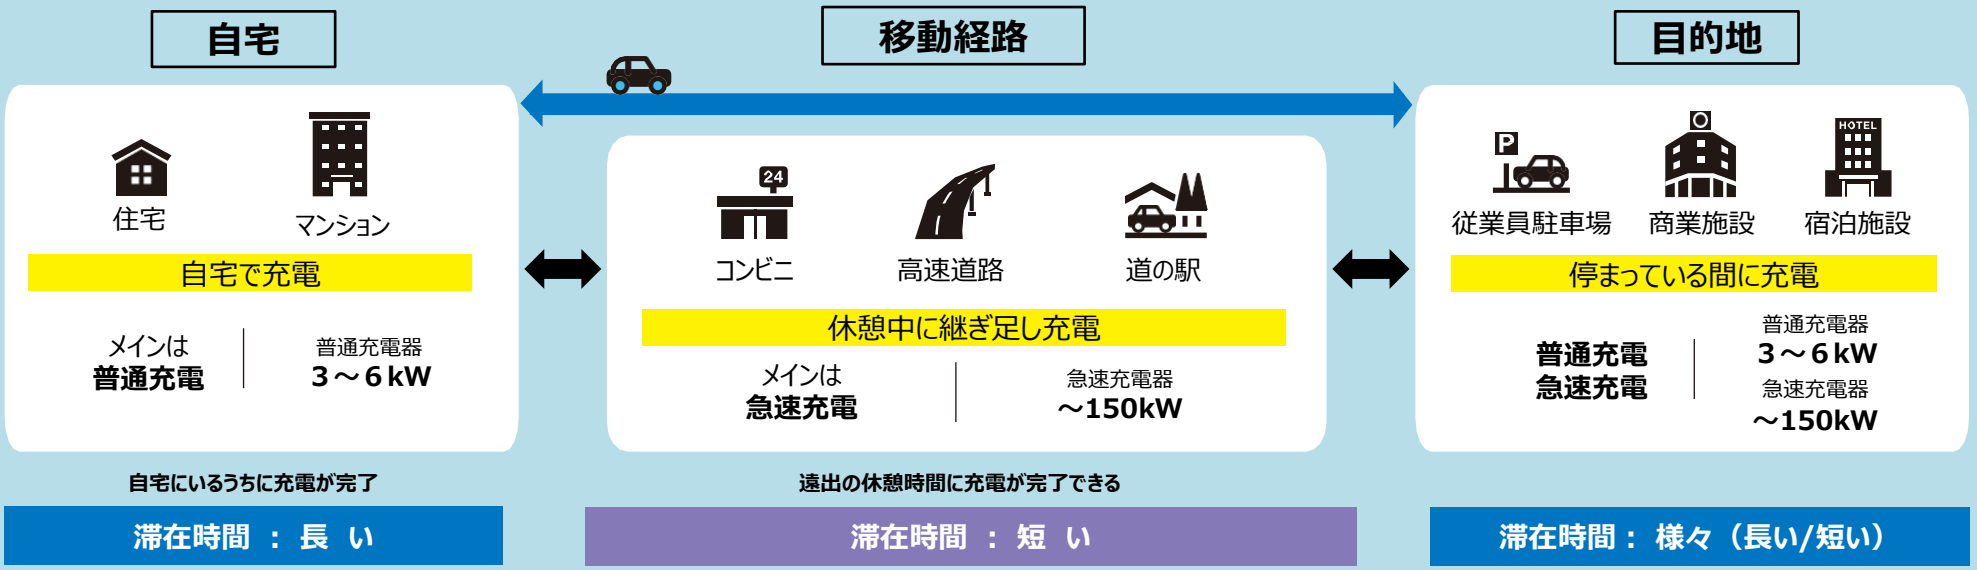 自宅
住宅
マンション
自宅で充電
メインは
普通充電
普通充電器
3～6kW
自宅にいるうちに充電が完了
滞在時間 : 長 い
移動経路
24
コンビニ
高速道路
道の駅
休憩中に継ぎ足し充電
メインは
急速充電
急速充電器
～150kW
遠出の休憩時間に充電が完了できる
滞在時間 : 短 い
目的地
P
HOTEL
従業員駐車場
商業施設
宿泊施設
停まっている間に充電
普通充電
急速充電
普通充電器
3～6kW
急速充電器
～150kW
滞在時間 : 様々（長い/短い）